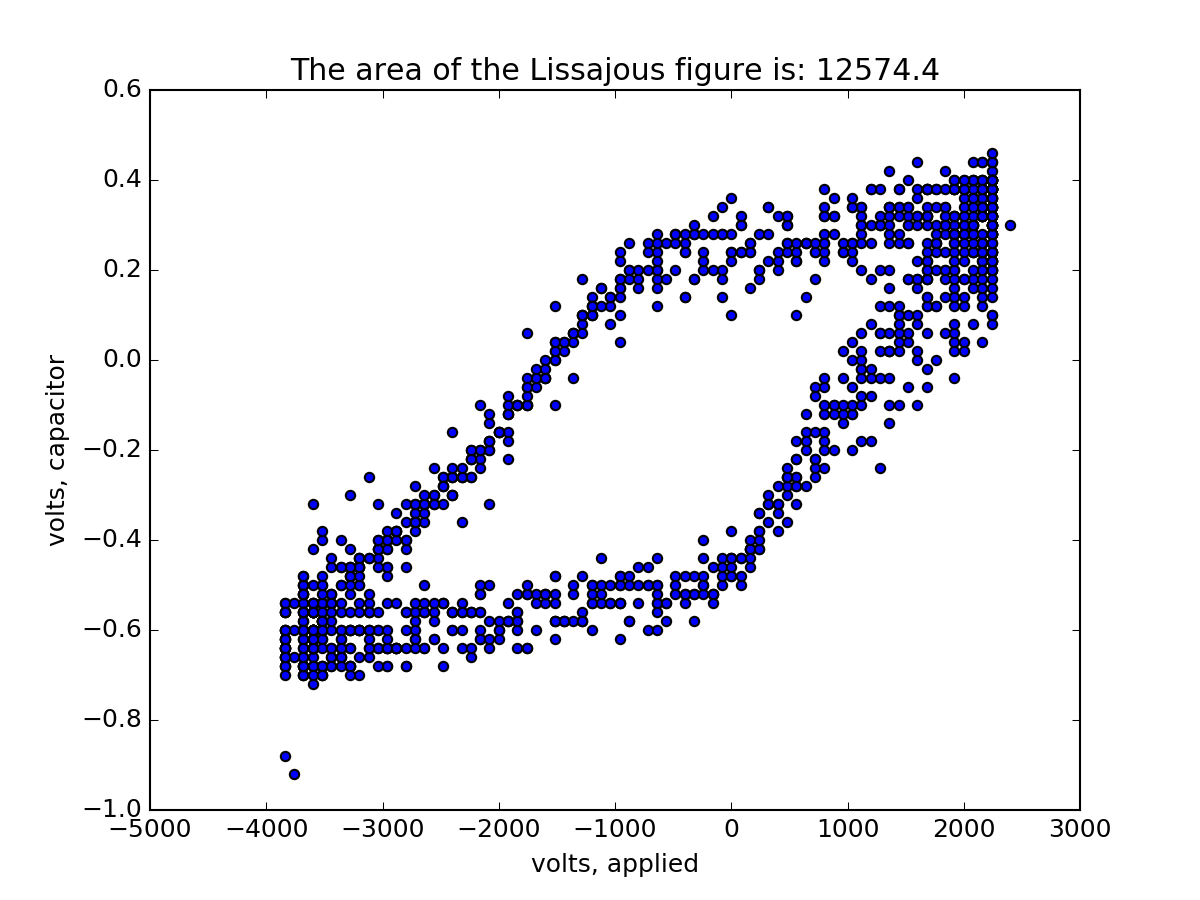 The area of the Lissajous figure is: 12574.4
0.6
0.4
0.2
0.0
−0.2
−0.4
−0.6
−0.8
−1.0
volts, capacitor
−5000 −4000 −3000 −2000 −1000 0 1000 2000 3000
volts, applied